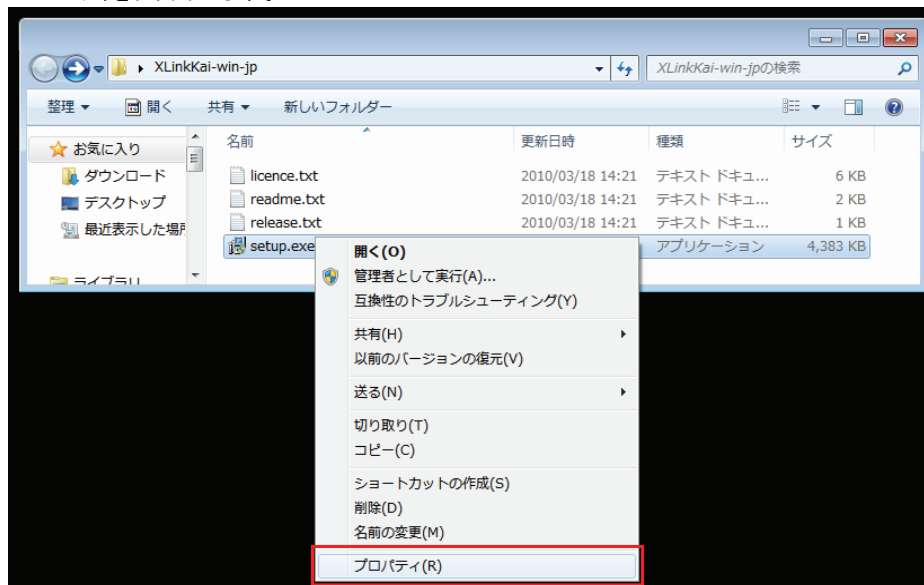 XLinkKai-win-jp
XLinkKai-win-jpの検索
整理 開く 共有 新しいフォルダー
お気に入り
ダウンロード
デスクトップ
最近表示した場所
ライブラリ
名前 更新日時 種類 サイズ
licence.txt 2010/03/18 14:21 テキスト ドキュ... 6 KB
readme.txt 2010/03/18 14:21 テキスト ドキュ... 2 KB
release.txt 2010/03/18 14:21 テキスト ドキュ... 1 KB
setup.exe アプリケーション 4,383 KB
開く(O)
管理者として実行(A)...
互換性のトラブルシューティング(Y)
共有(H)
以前のバージョンの復元(V)
送る(N)
切り取り(T)
コピー(C)
ショートカットの作成(S)
削除(D)
名前の変更(M)
プロパティ(R)